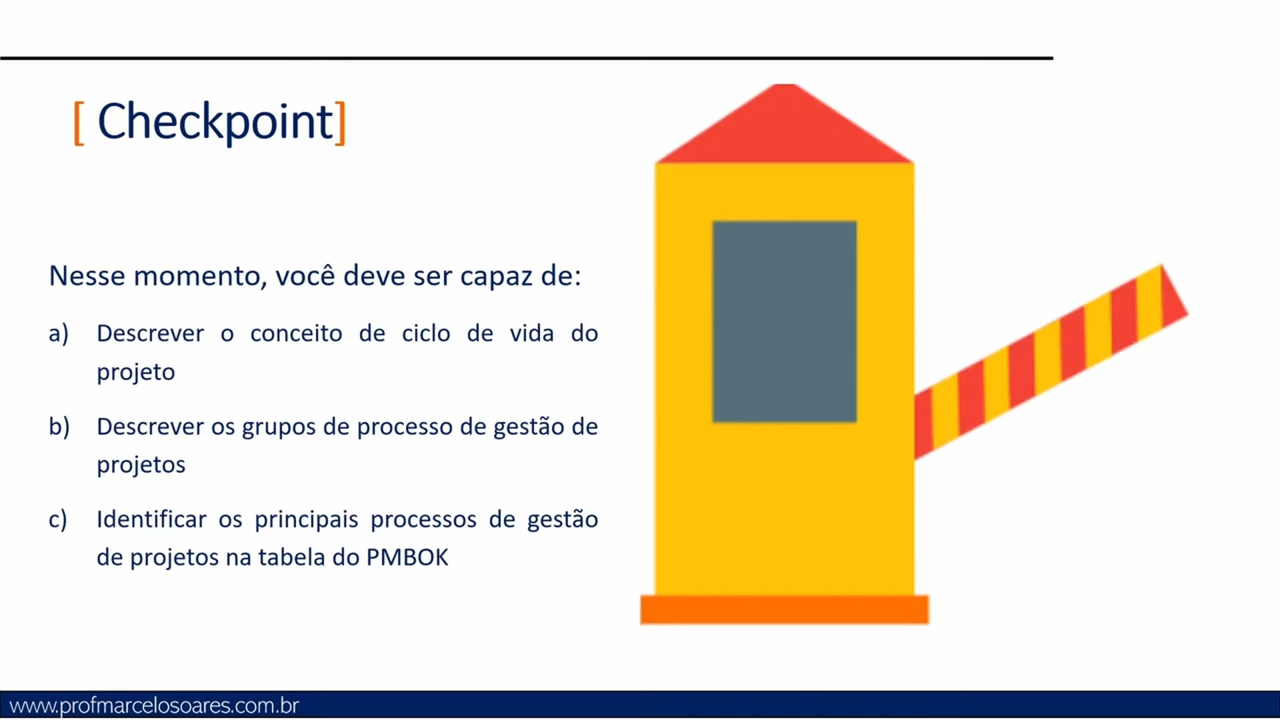 [ Checkpoint]
Nesse momento, você deve ser capaz de:
a) Descrever o conceito de ciclo de vida do
projeto
b) Descrever os grupos de processo de gestão de
projetos
c) Identificar os principais processos de gestão
de projetos na tabela do PMBOK
www.profmarcelosoares.com.br